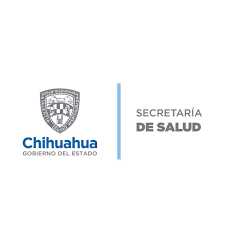 Chihuahua
GOBIERNO DEL ESTADO
SECRETARÍA
DE SALUD